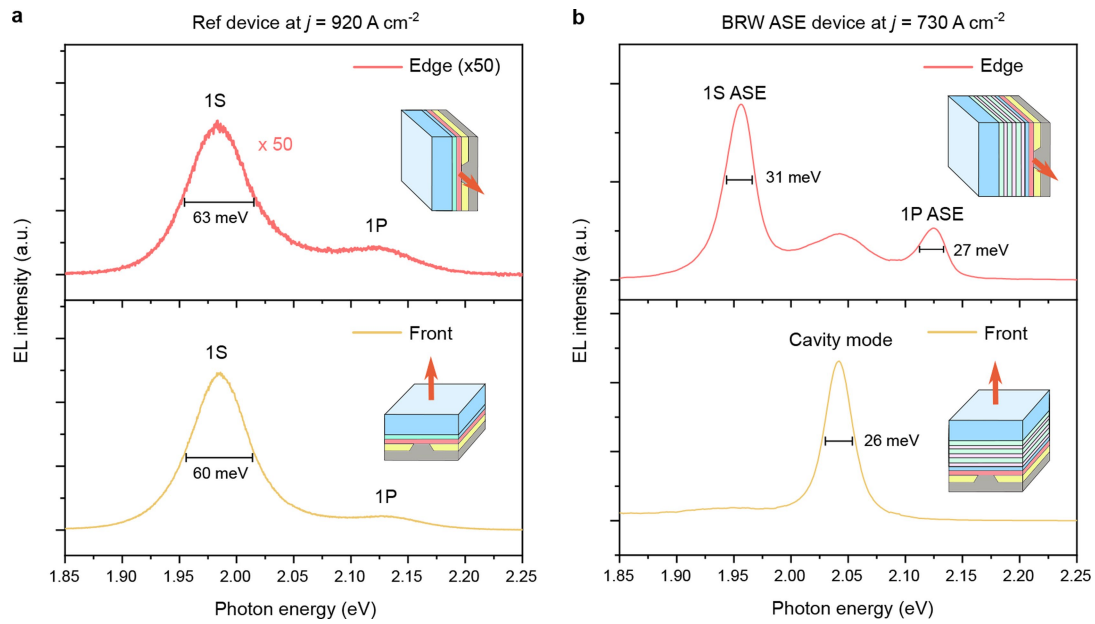 a
Ref device at j = 920 A cm-2
Edge (x50)
1S
x 50
63 meV
1P
Front
1S
60 meV
1P
EL intensity (a.u.)
EL intensity (a.u.)
1.85 1.90 1.95 2.00 2.05 2.10 2.15 2.20 2.25
Photon energy (eV)
b
BRW ASE device at j = 730 A cm-2
Edge
1S ASE
31 meV
1P ASE
27 meV
Front
Cavity mode
26 meV
EL intensity (a.u.)
EL intensity (a.u.)
1.85 1.90 1.95 2.00 2.05 2.10 2.15 2.20 2.25
Photon energy (eV)